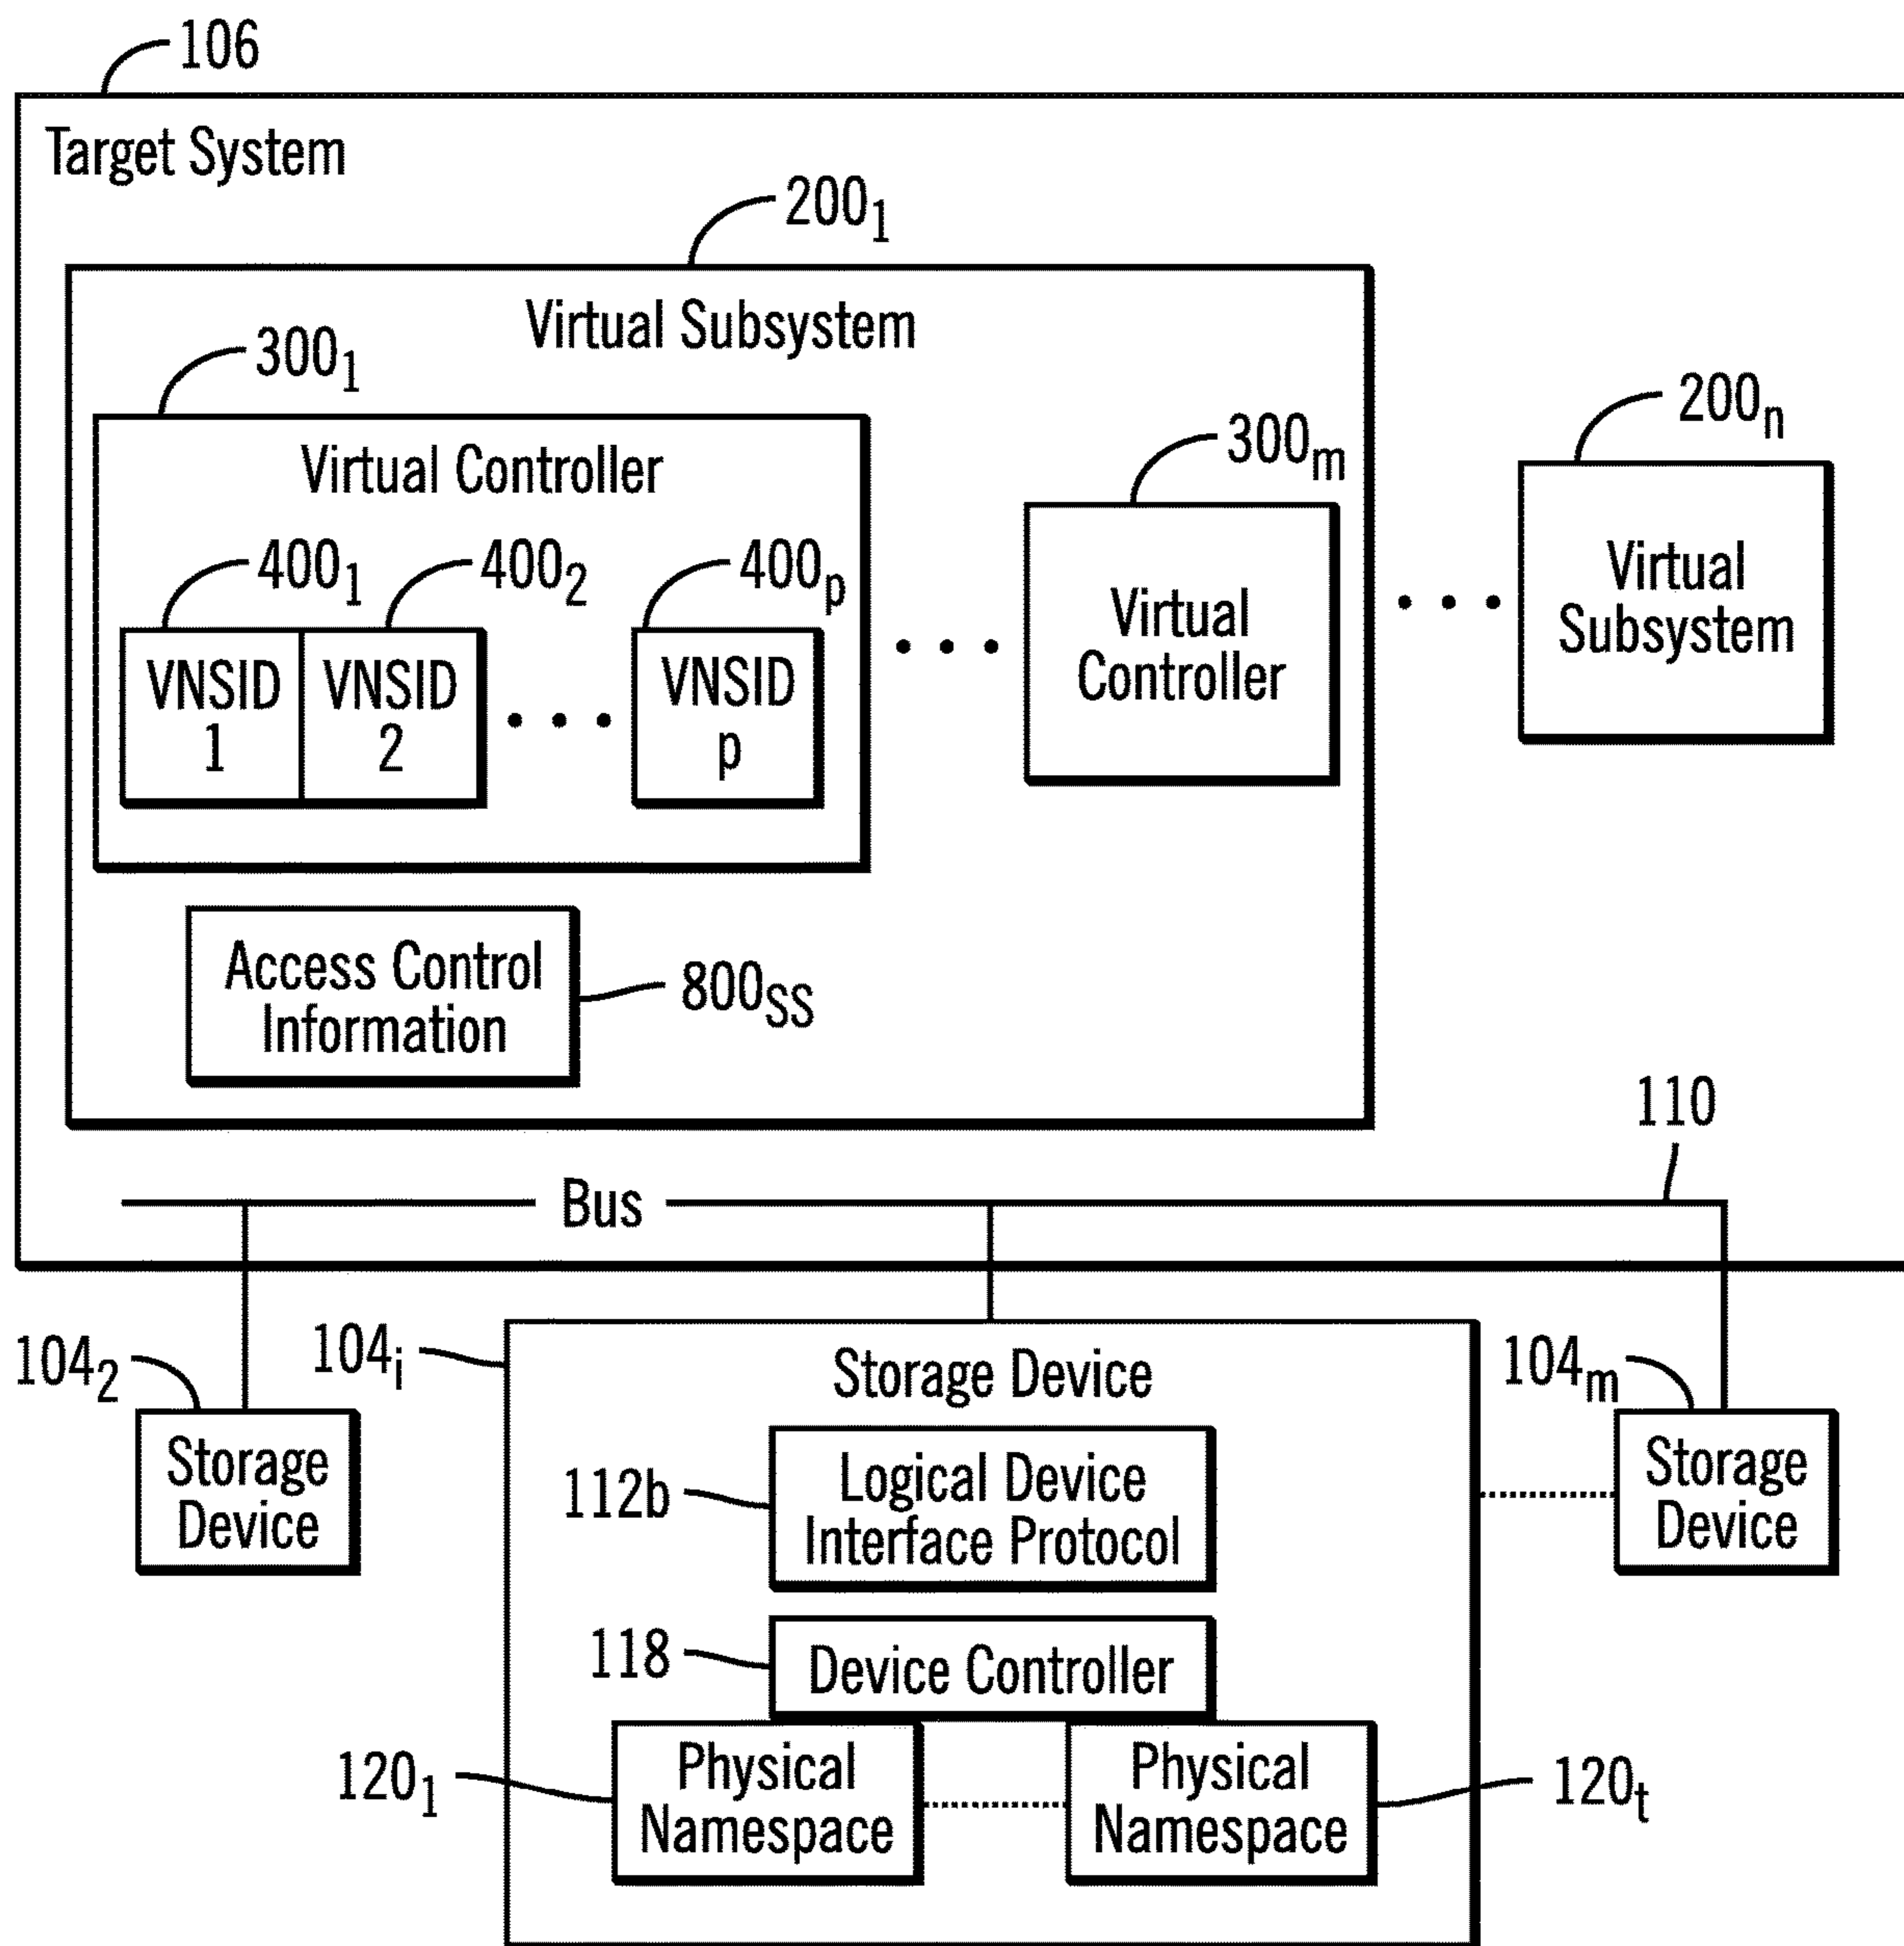 106
Target System
200₁
Virtual Subsystem
300₁
Virtual Controller
300ₘ
200ₙ
400₁
400₂
400ₚ
VNSID
1
VNSID
2
VNSID
p
Virtual
Controller
Virtual
Subsystem
Access Control
Information
800SS
110
Bus
104₂
104ᵢ
Storage Device
104ₘ
Storage
Device
Logical Device
Interface Protocol
112b
Storage
Device
118
Device Controller
120₁
Physical
Namespace
Physical
Namespace
120ₜ